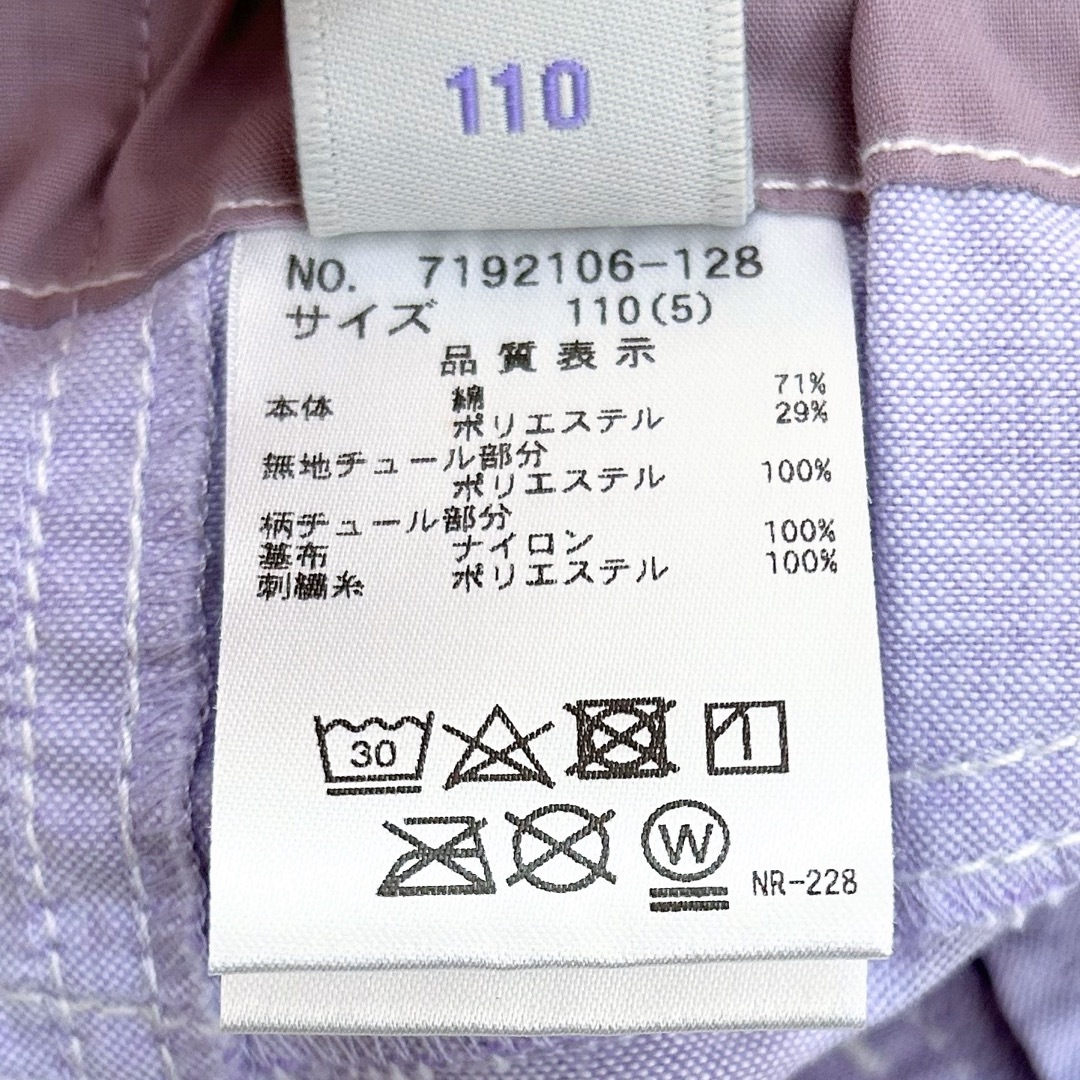 110
NO. 7192106-128
サイズ 110(5)
品質表示
本体 綿 71%
ポリエステル 29%
無地チュール部分
ポリエステル 100%
柄チュール部分
基布 ナイロン 100%
刺繍糸 ポリエステル 100%
30
W
NR-228